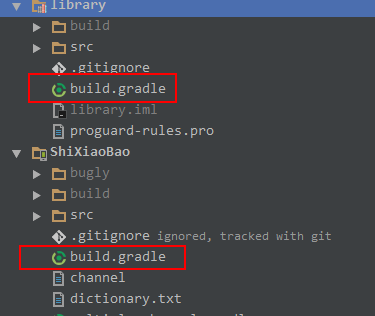 library
build
src
.gitignore
build.gradle
library.iml
proguard-rules.pro
ShiXiaoBao
bugly
build
src
.gitignore ignored, tracked with git
build.gradle
channel
dictionary.txt